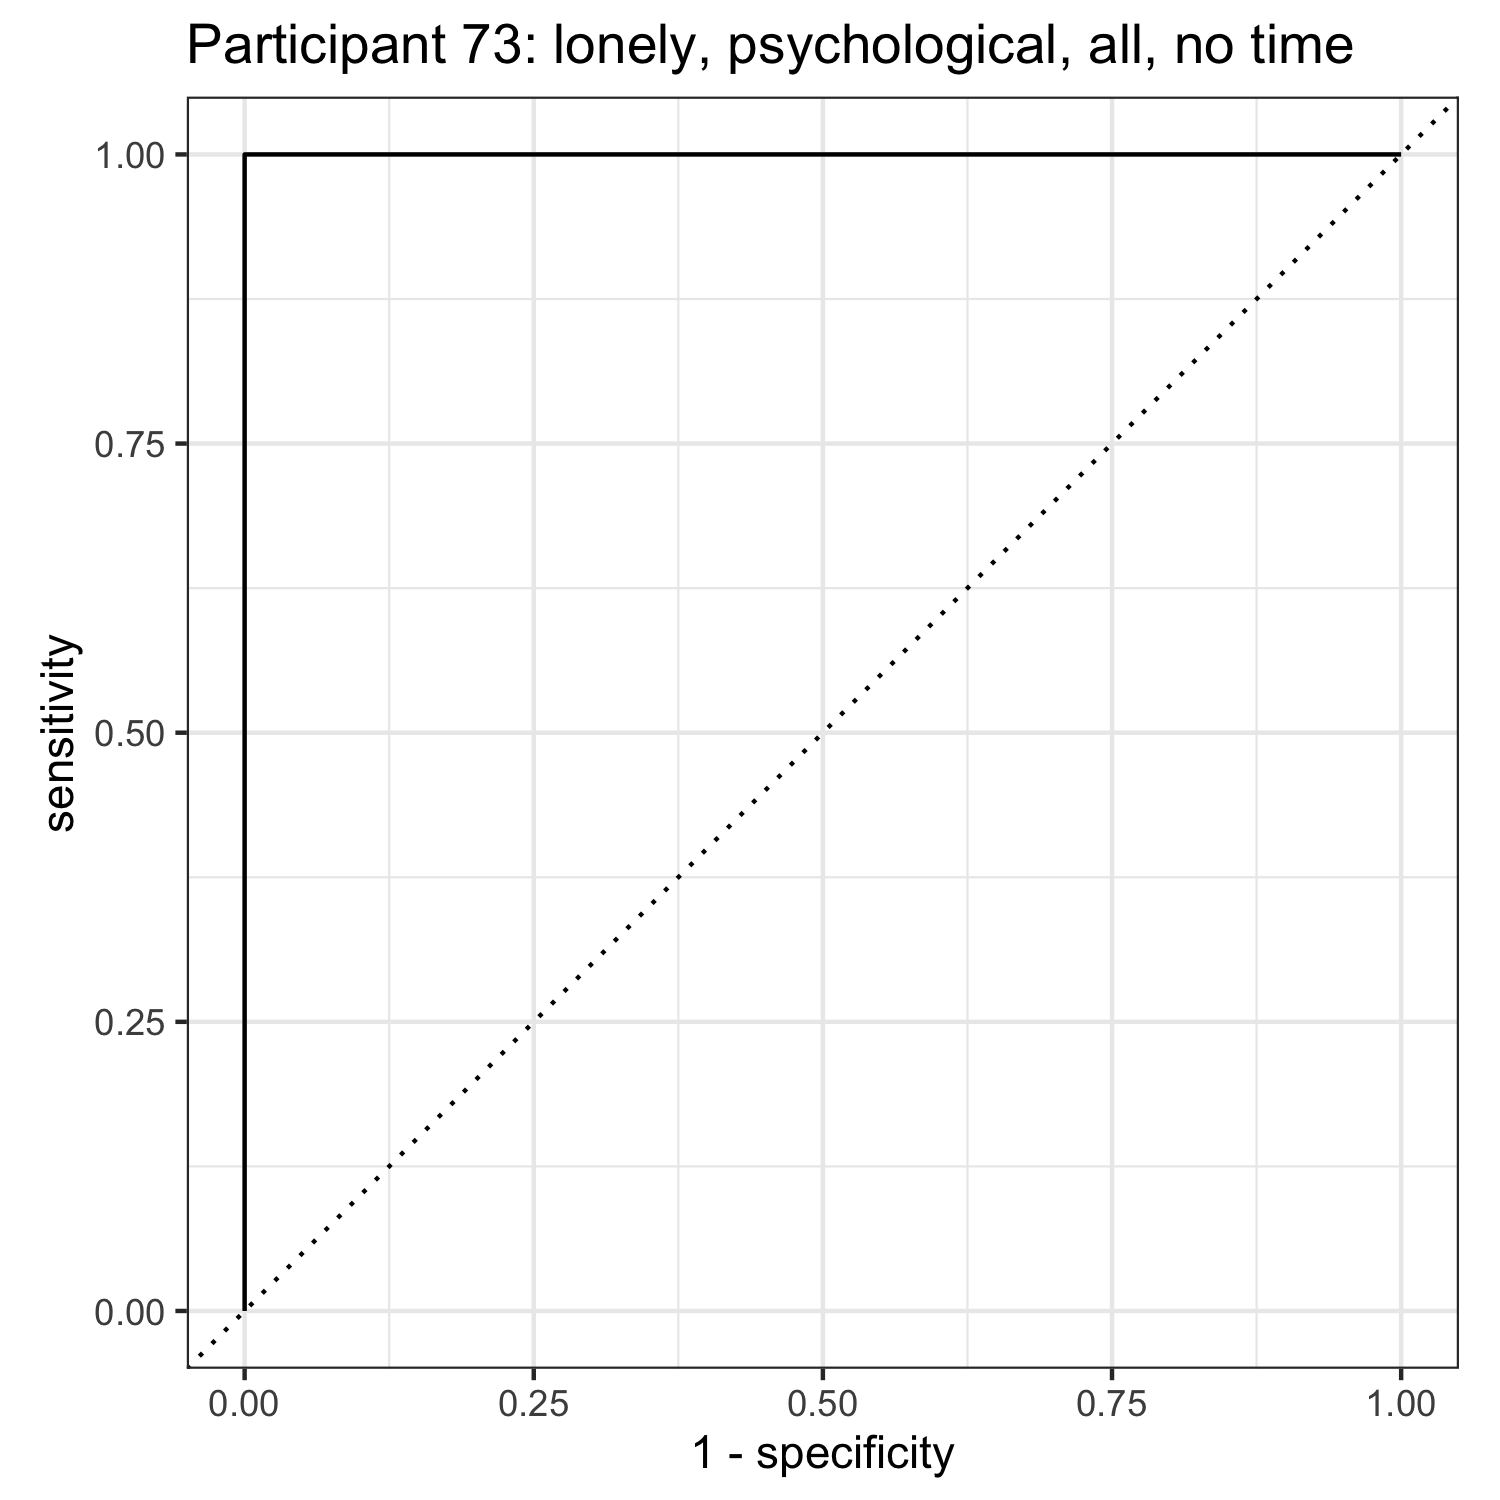 Participant 73: lonely, psychological, all, no time
1.00
0.75
0.50
0.25
0.00
sensitivity
0.00 0.25 0.50 0.75 1.00
1 - specificity